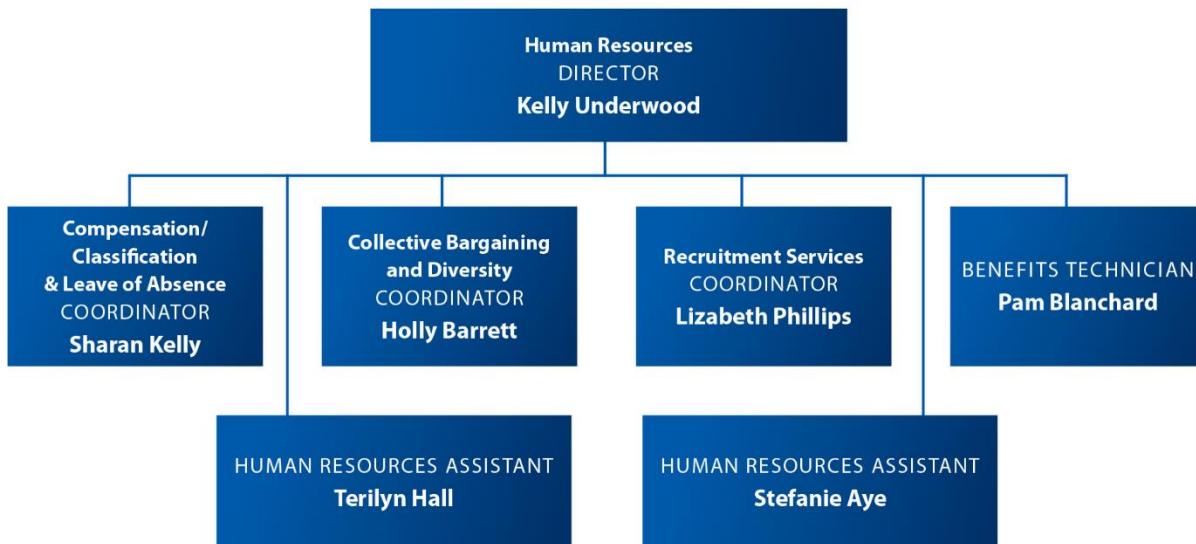 Human Resources
DIRECTOR
Kelly Underwood
Compensation/
Classification
& Leave of Absence
COORDINATOR
Sharan Kelly
Collective Bargaining
and Diversity
COORDINATOR
Holly Barrett
Recruitment Services
COORDINATOR
Lizabeth Phillips
BENEFITS TECHNICIAN
Pam Blanchard
HUMAN RESOURCES ASSISTANT
Terilyn Hall
HUMAN RESOURCES ASSISTANT
Stefanie Aye